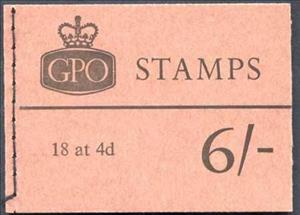 GPO STAMPS
18 at 4d 6/-